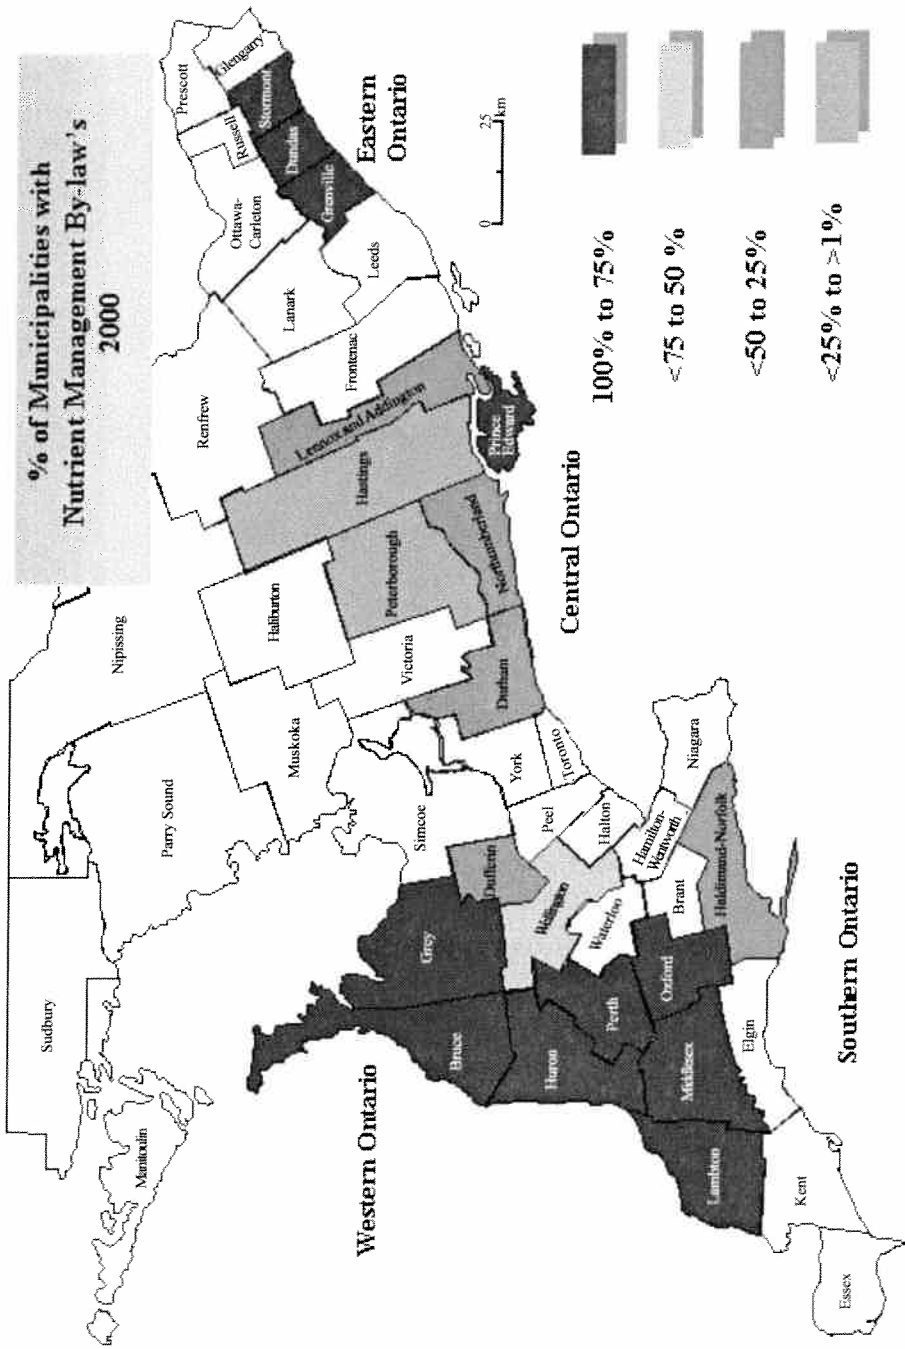 % of Municipalities with
Nutrient Management By-law's
2000
Prescott
Glengarry
Russell
Stormont
Dundas
Grenville
Ottawa-
Carleton
Eastern
Ontario
Lanark
Leeds
Frontenac
Renfrew
Lennox and Addington
Hastings
Prince
Edward
Peterborough
Northumberland
Haliburton
Victoria
Durham
Central Ontario
Nipissing
Muskoka
Parry Sound
Simcoe
York
Toronto
Peel
Halton
Hamilton-
Wentworth
Niagara
Dufferin
Wellington
Waterloo
Brant
Haldimand-Norfolk
Sudbury
Manitoulin
Grey
Bruce
Huron
Perth
Oxford
Middlesex
Elgin
Lambton
Kent
Essex
Western Ontario
Southern Ontario
0 25
km
100% to 75%
<75 to 50 %
<50 to 25%
<25% to >1%